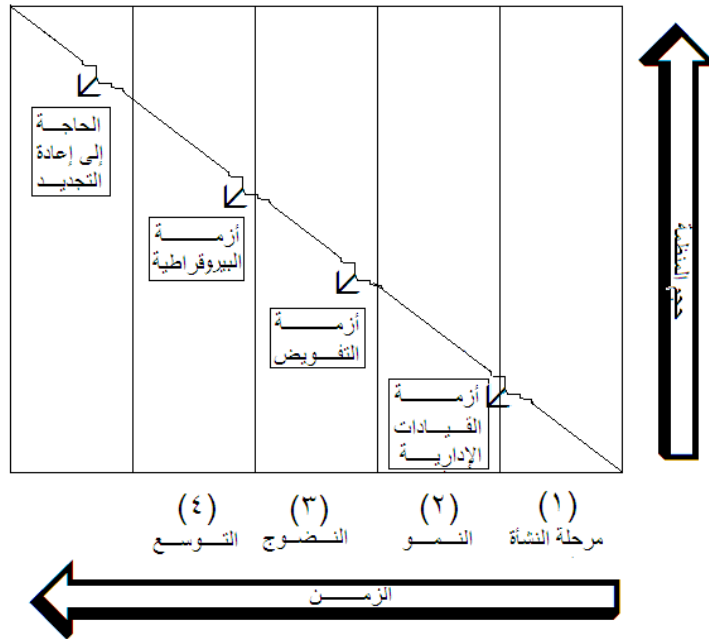 الحاجة
إلى إعادة
التجديد
أزمة
البيروقراطية
أزمة
التفويض
أزمة
القيادات
الإدارية
حجم المنظمة
(١)
مرحلة النشأة
(٢)
النمو
(٣)
النضوج
(٤)
التوسع
الزمن